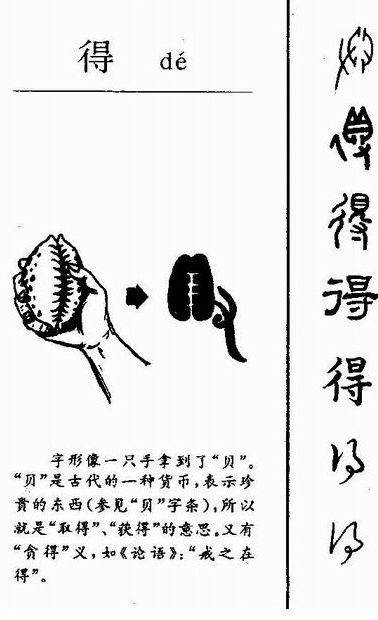 得 dé
字形像一只手拿到了“贝”。
“贝”是古代的一种货币，表示珍
贵的东西(参见“贝”字条)，所以
就是“取得”、“获得”的意思。又有
“贪得”义，如《论语》：“戒之在
得”。
得
得
得